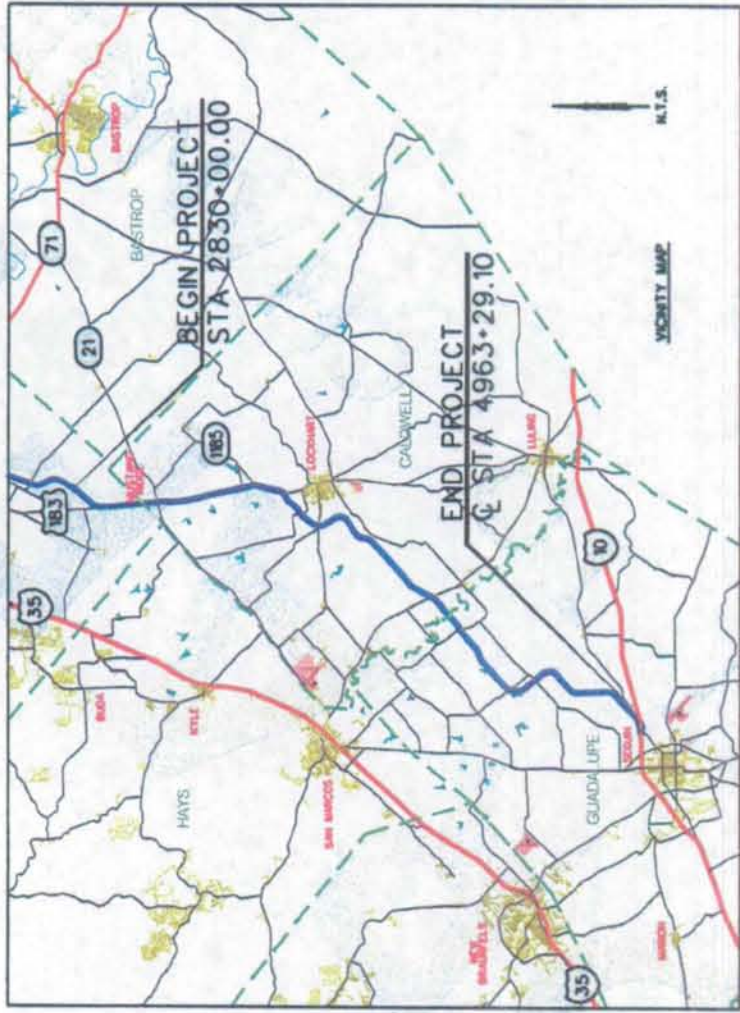 BASTROP
71
BASTROP
21
BEGIN PROJECT
STA 2830+00.00
183
35
BUDA
KYLE
HAYS
185
LOCKHART
CALDWELL
SAN MARCOS
END PROJECT
℄ STA 4963+29.10
LULING
10
N.T.S.
VICINITY MAP
NEW
BRAUNFELS
35
GUADALUPE
SEGUIN
MARION